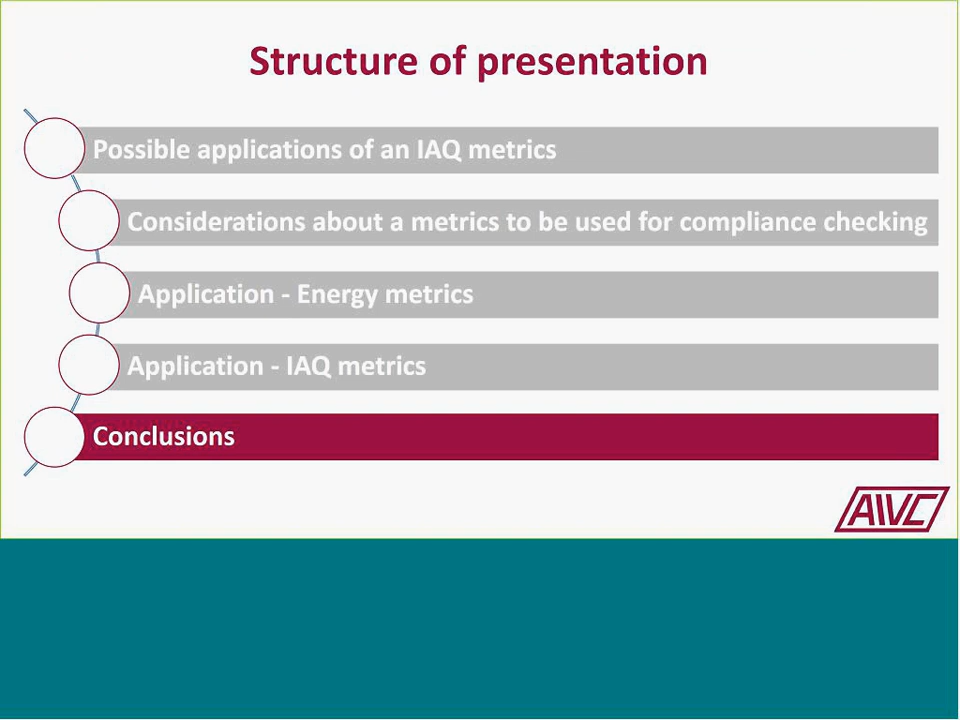 Structure of presentation
Possible applications of an IAQ metrics
Considerations about a metrics to be used for compliance checking
Application - Energy metrics
Application - IAQ metrics
Conclusions
AIVC